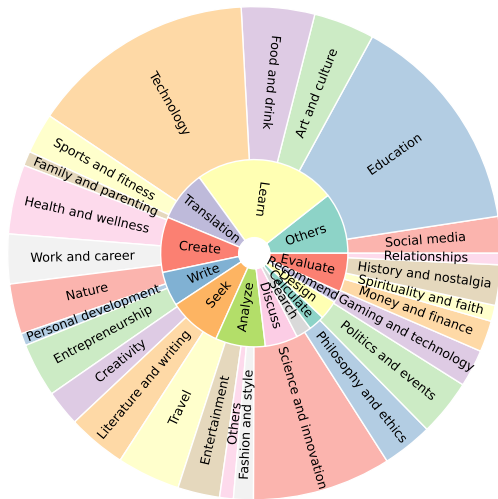 Food and drink
Art and culture
Technology
Education
Sports and fitness
Family and parenting
Health and wellness
Work and career
Nature
Personal development
Entrepreneurship
Creativity
Literature and writing
Travel
Entertainment
Others
Fashion and style
Science and innovation
Philosophy and ethics
Politics and events
Gaming and technology
Money and finance
Spirituality and faith
History and nostalgia
Relationships
Social media
Learn
Translation
Others
Create
Write
Seek
Analyze
Discuss
Search
Calculate
Design
Recommend
Evaluate